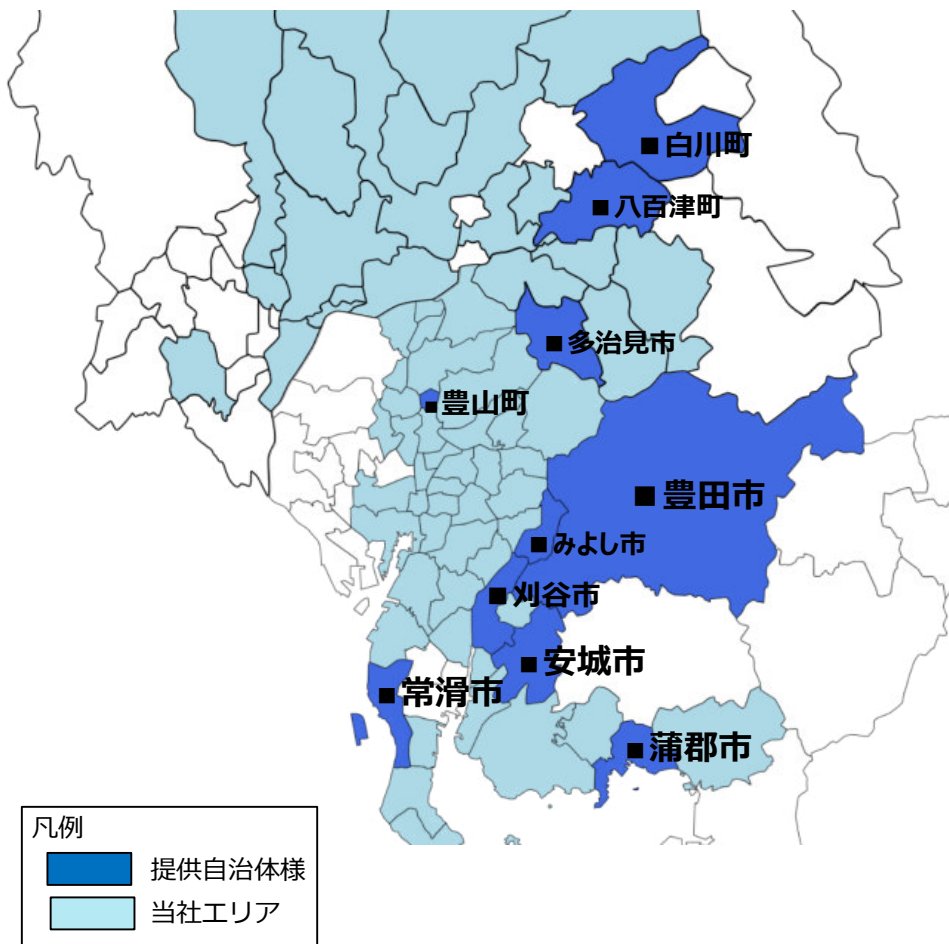 ■白川町
■八百津町
■多治見市
■豊山町
■豊田市
■みよし市
■刈谷市
■安城市
■常滑市
■蒲郡市
凡例
提供自治体様
当社エリア